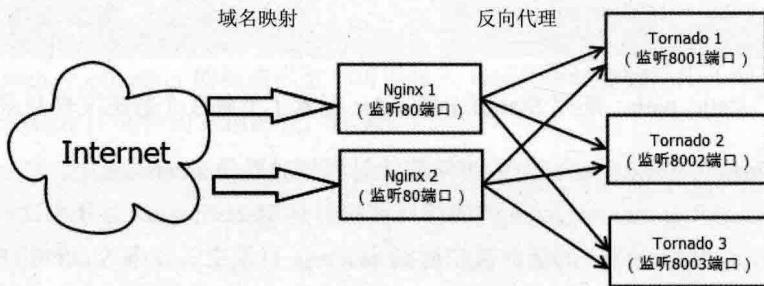 域名映射
反向代理
Internet
Nginx 1
(监听80端口)
Nginx 2
(监听80端口)
Tornado 1
(监听8001端口)
Tornado 2
(监听8002端口)
Tornado 3
(监听8003端口)